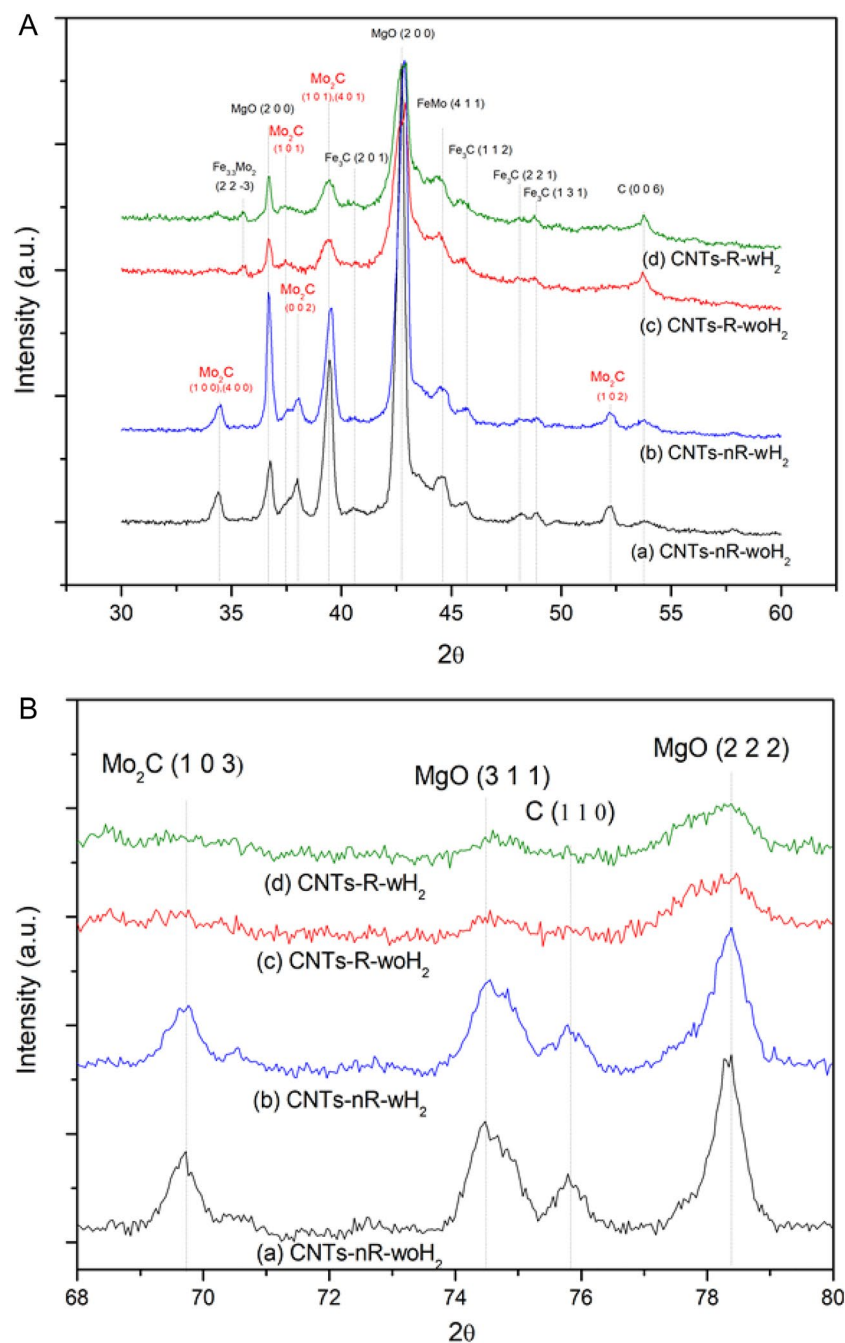 A
MgO (2 0 0)
Mo₂C
(1 0 1),(4 0 1)
FeMo (4 1 1)
MgO (2 0 0)
Mo₂C
(1 0 1)
Fe₃C (2 0 1)
Fe₃C (1 1 2)
Fe₃₃Mo₂
(2 2 -3)
Fe₃C (2 2 1)
Fe₃C (1 3 1)
C (0 0 6)
(d) CNTs-R-wH₂
Mo₂C
(0 0 2)
(c) CNTs-R-woH₂
Mo₂C
(1 0 0),(4 0 0)
Mo₂C
(1 0 2)
(b) CNTs-nR-wH₂
(a) CNTs-nR-woH₂
Intensity (a.u.)
30 35 40 45 50 55 60
2θ
B
Mo₂C (1 0 3)
MgO (3 1 1)
MgO (2 2 2)
C (1 1 0)
(d) CNTs-R-wH₂
(c) CNTs-R-woH₂
(b) CNTs-nR-wH₂
(a) CNTs-nR-woH₂
Intensity (a.u.)
68 70 72 74 76 78 80
2θ